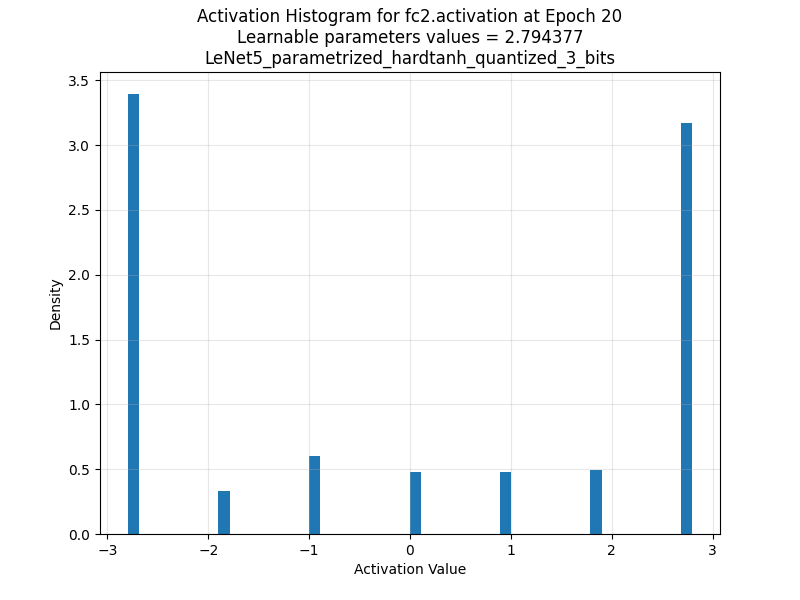 Activation Histogram for fc2.activation at Epoch 20
Learnable parameters values = 2.794377
LeNet5_parametrized_hardtanh_quantized_3_bits
3.5
3.0
2.5
2.0
1.5
1.0
0.5
0.0
Density
−3 −2 −1 0 1 2 3
Activation Value